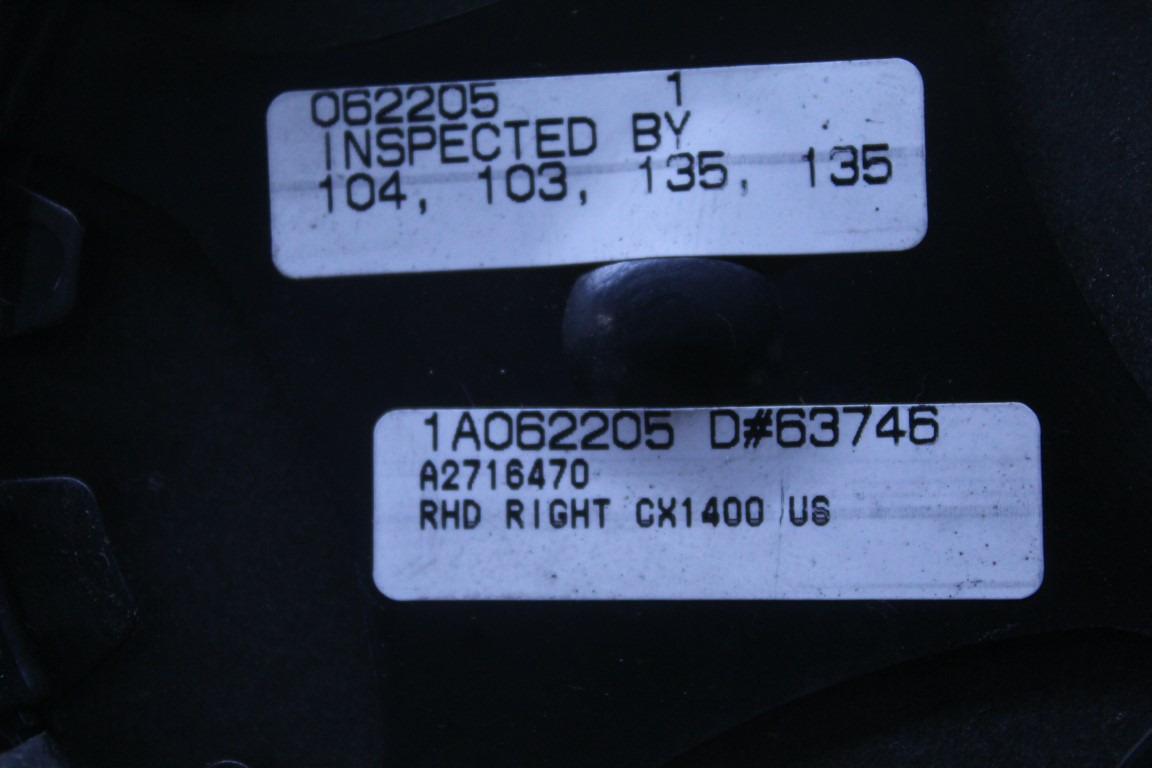 062205 1
INSPECTED BY
104, 103, 135, 135
1A062205 D#63746
A2716470
RHD RIGHT CX1400 US